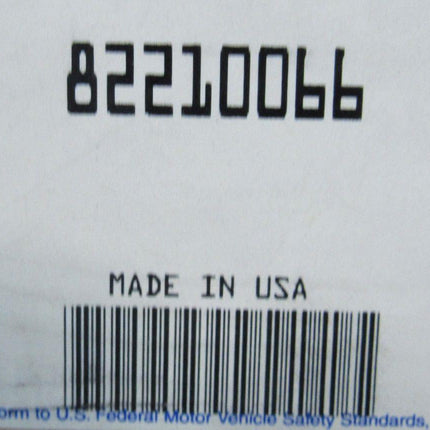 82210066
MADE IN USA
orm to U.S. Federal Motor Vehicle Safety Standards,